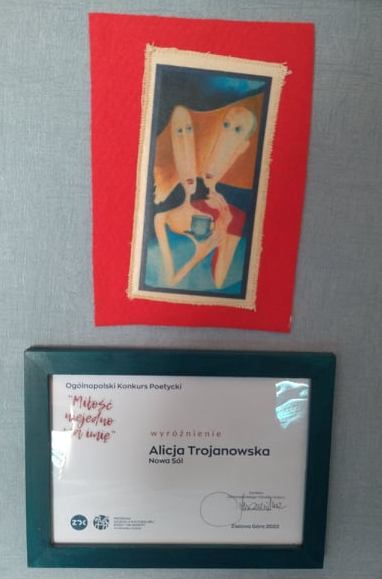 Ogólnopolski Konkurs Poetycki
"Miłość
niejedno
ma imię"
wyróżnienie
Alicja Trojanowska
Nowa Sól
Zielona Góra 2022